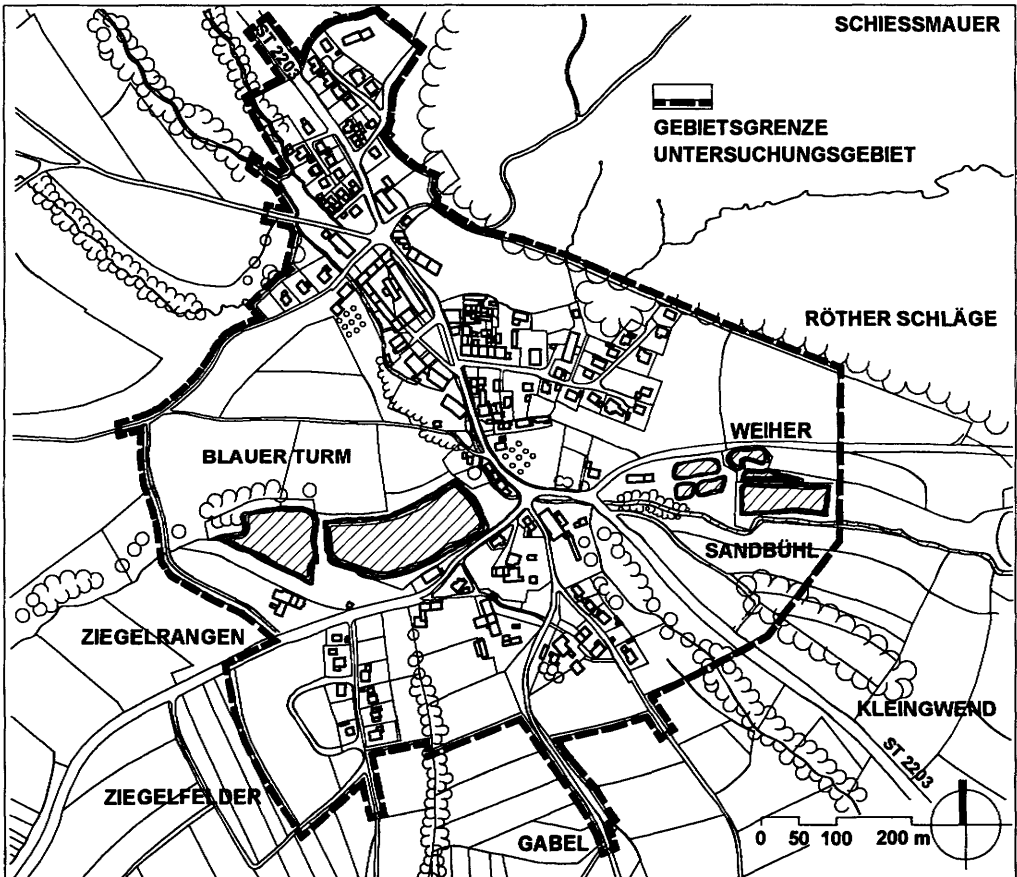 SCHIESSMAUER
ST 2203
GEBIETSGRENZE
UNTERSUCHUNGSGEBIET
RÖTHER SCHLÄGE
WEIHER
BLAUER TURM
SANDBÜHL
ZIEGELRANGEN
KLEINGWEND
ST 2203
ZIEGELFELDER
GABEL
0 50 100 200 m